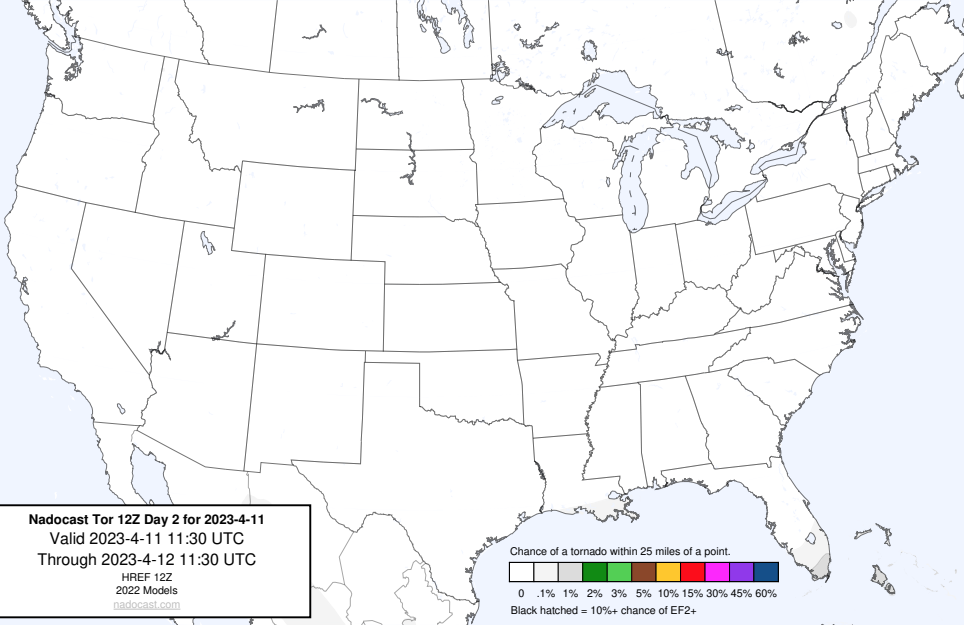 Nadocast Tor 12Z Day 2 for 2023-4-11
Valid 2023-4-11 11:30 UTC
Through 2023-4-12 11:30 UTC
HREF 12Z
2022 Models
nadocast.com
Chance of a tornado within 25 miles of a point.
0 .1% 1% 2% 3% 5% 10% 15% 30% 45% 60%
Black hatched = 10%+ chance of EF2+